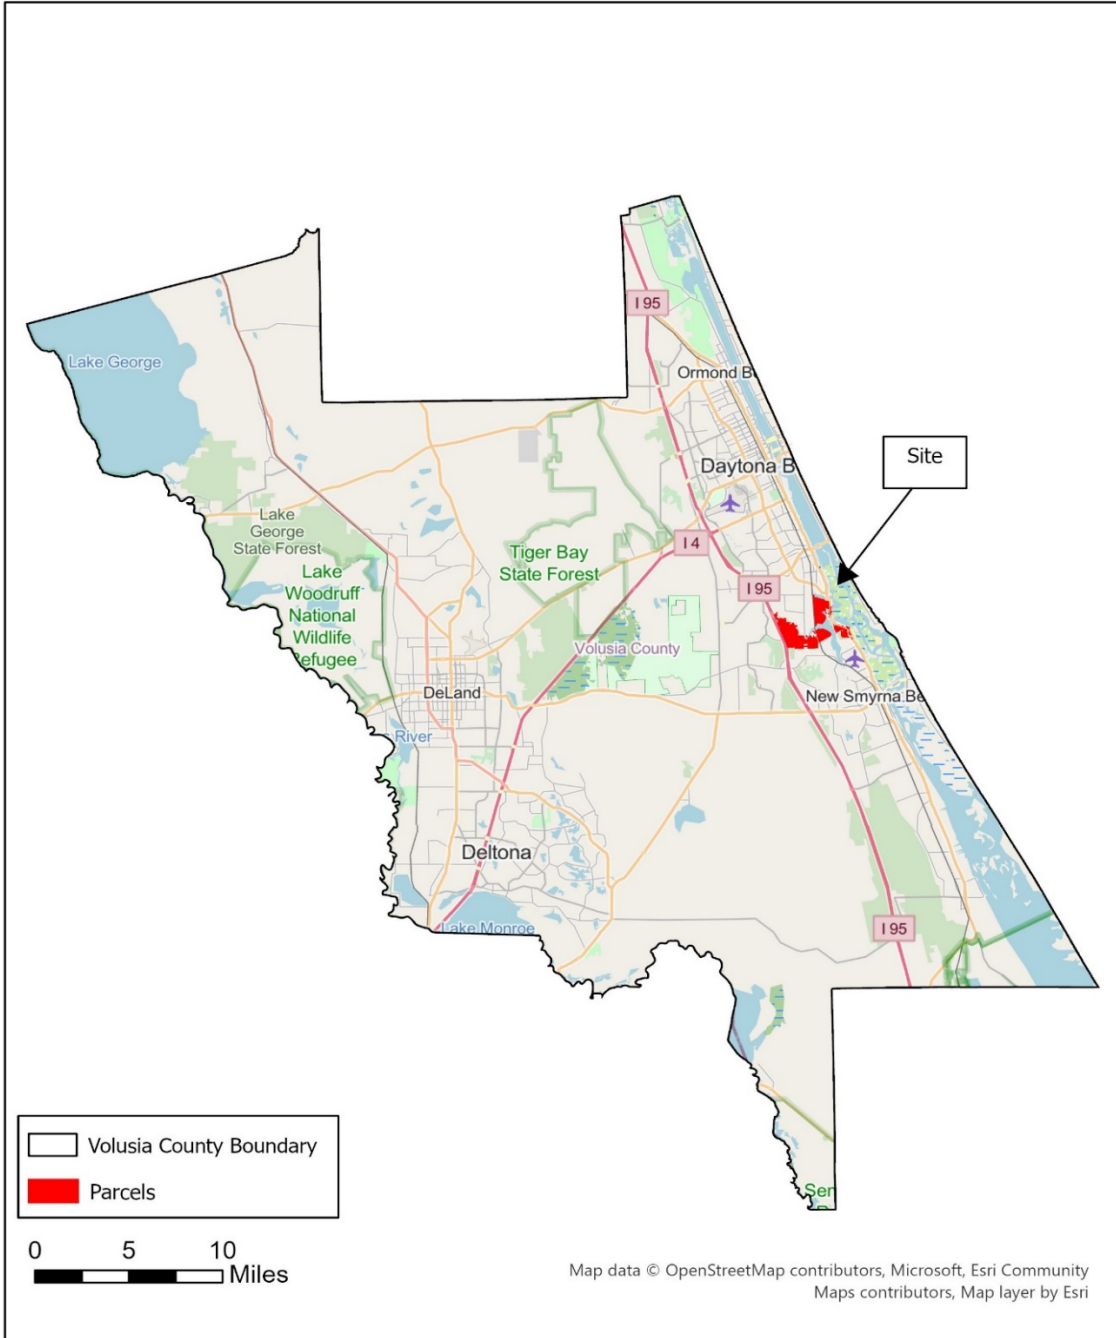 I 95
Lake George
Ormond B
Daytona B
Site
Lake
George
State Forest
I 4
Tiger Bay
State Forest
Lake
Woodruff
National
Wildlife
Refugee
I 95
Volusia County
DeLand
New Smyrna Be
River
Deltona
I 95
Lake Monroe
Volusia County Boundary
Parcels
Ser
0 5 10
Miles
Map data © OpenStreetMap contributors, Microsoft, Esri Community
Maps contributors, Map layer by Esri